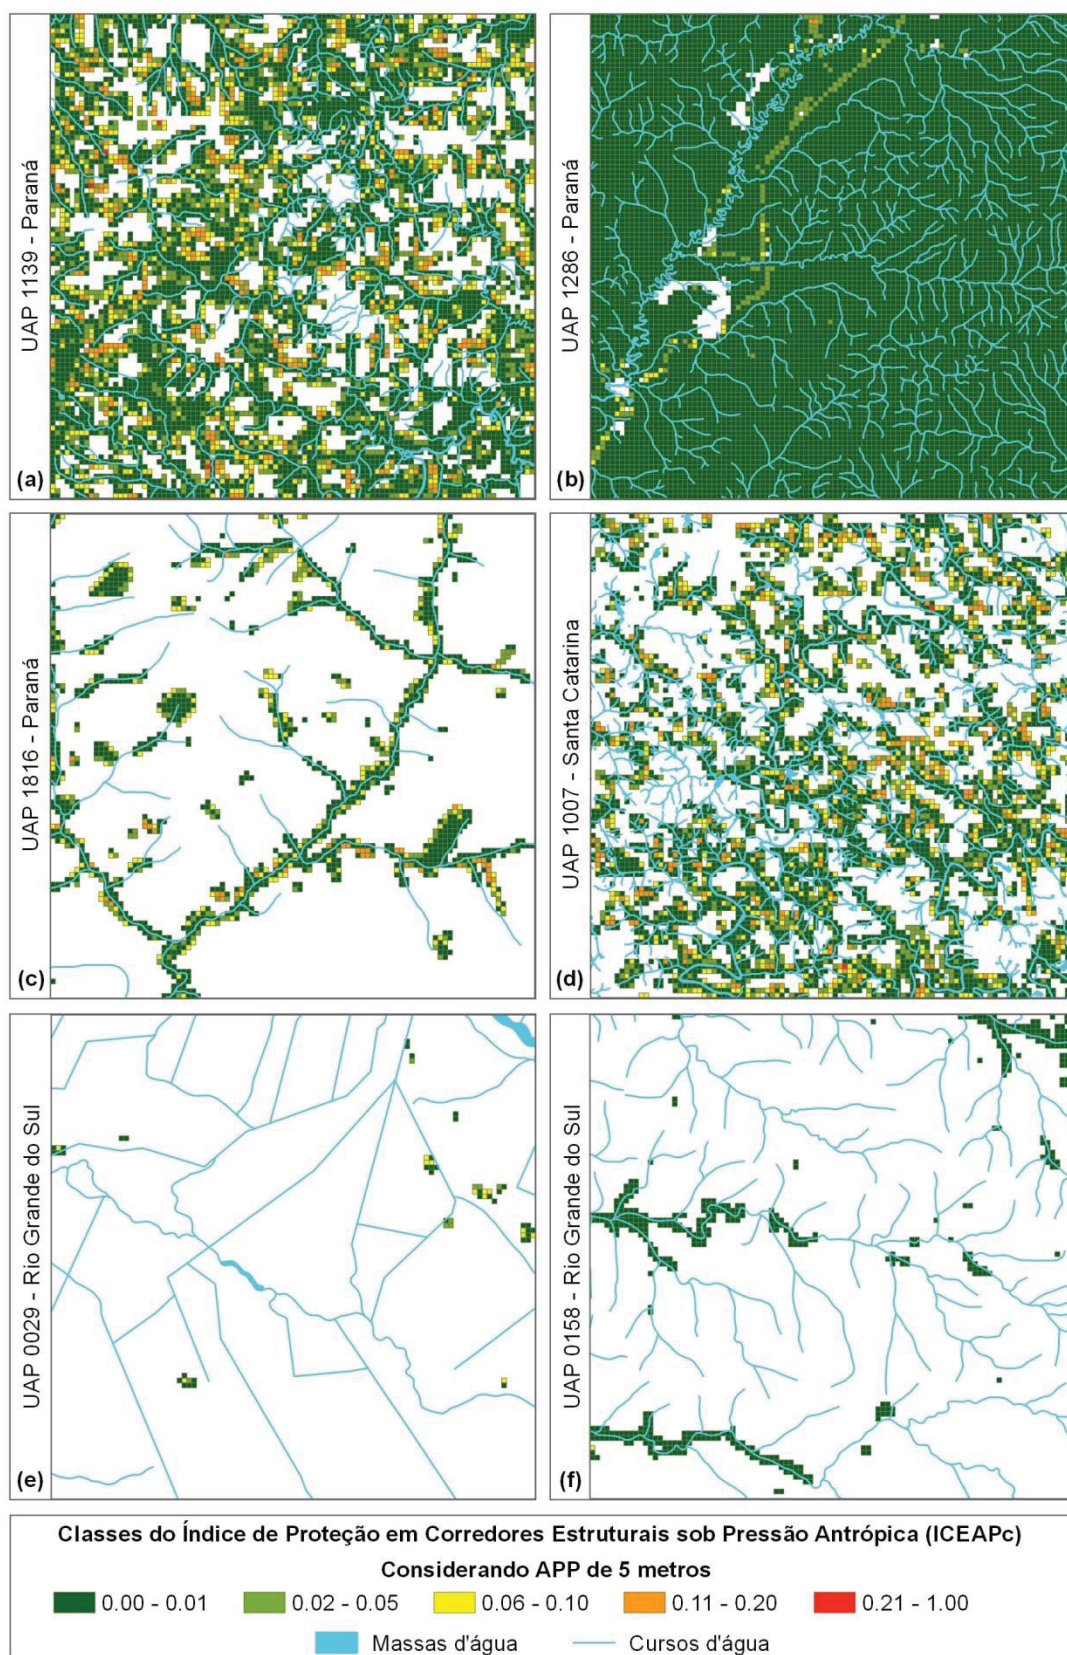 UAP 1139 - Paraná
(a)
UAP 1286 - Paraná
(b)
UAP 1816 - Paraná
(c)
UAP 1007 - Santa Catarina
(d)
UAP 0029 - Rio Grande do Sul
(e)
UAP 0158 - Rio Grande do Sul
(f)
Classes do Índice de Proteção em Corredores Estruturais sob Pressão Antrópica (ICEAPc)
Considerando APP de 5 metros
0.00 - 0.01 0.02 - 0.05 0.06 - 0.10 0.11 - 0.20 0.21 - 1.00
Massas d'água Cursos d'água